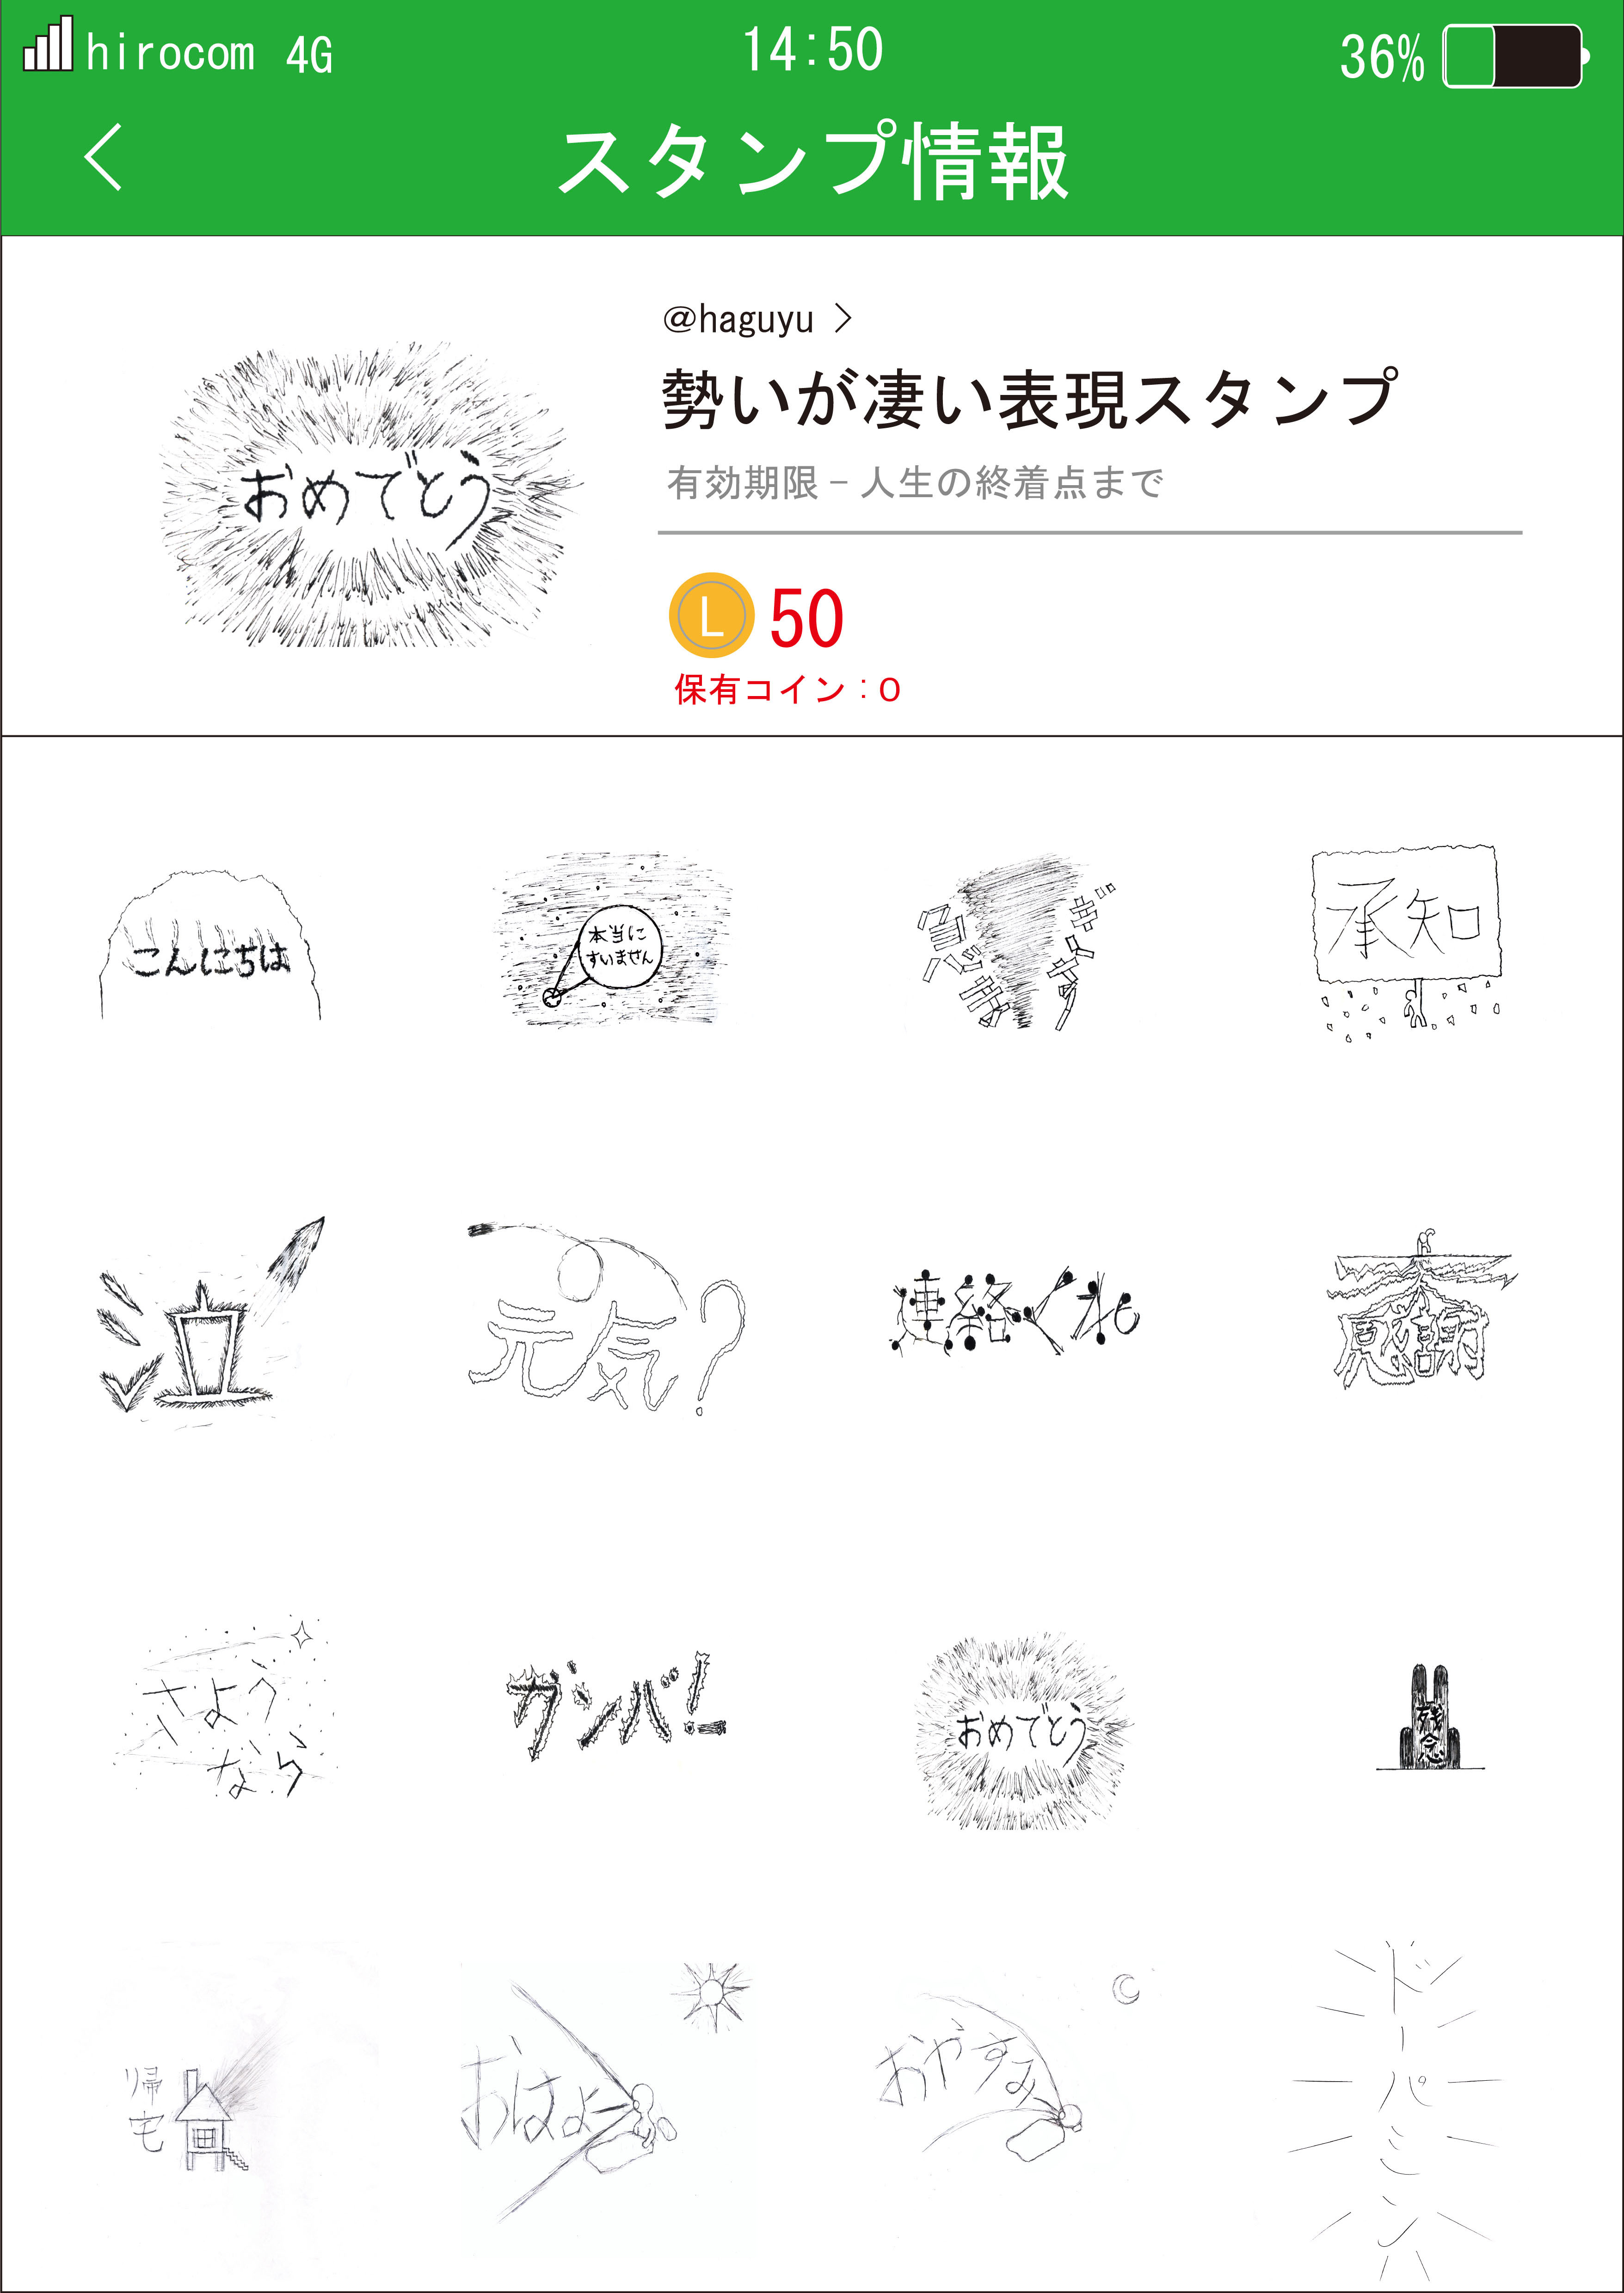 hirocom 4G 14:50 36%
スタンプ情報
@haguyu >
勢いが凄い表現スタンプ
有効期限-人生の終着点まで
おめでとう
L 50
保有コイン:0
こんにちは
本当に
すいません
承知
泣
元気?
連絡くれ
感謝
さよう
なら
ガンバ!
おめでとう
残念
帰宅
おはよー
おやすみ
ドーパミン